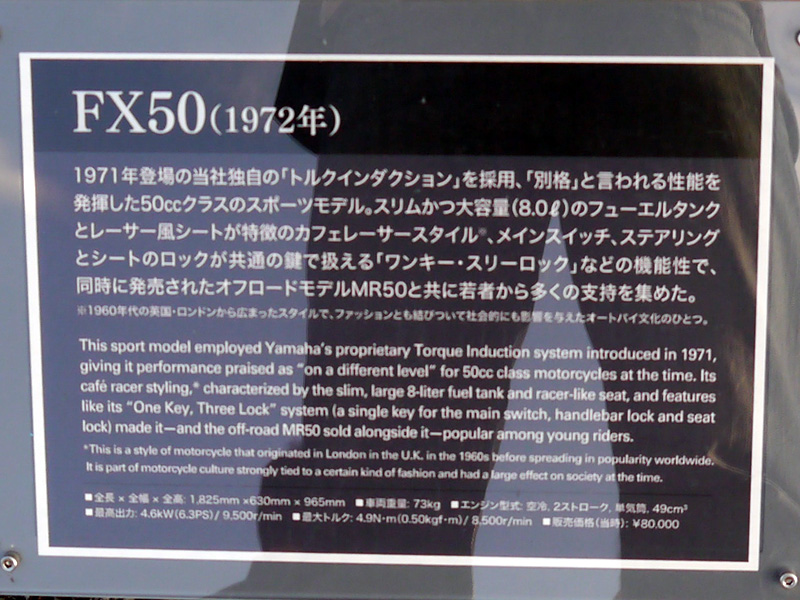 FX50(1972年)
1971年登場の当社独自の「トルクインダクション」を採用、「別格」と言われる性能を
発揮した50ccクラスのスポーツモデル。スリムかつ大容量(8.0ℓ)のフューエルタンク
とレーサー風シートが特徴のカフェレーサースタイル※、メインスイッチ、ステアリング
とシートのロックが共通の鍵で扱える「ワンキー・スリーロック」などの機能性で、
同時に発売されたオフロードモデルMR50と共に若者から多くの支持を集めた。
※1960年代の英国・ロンドンから広まったスタイルで、ファッションとも結びついて社会的にも影響を与えたオートバイ文化のひとつ。
This sport model employed Yamaha's proprietary Torque Induction system introduced in 1971,
giving it performance praised as "on a different level" for 50cc class motorcycles at the time. Its
café racer styling,* characterized by the slim, large 8-liter fuel tank and racer-like seat, and features
like its "One Key, Three Lock" system (a single key for the main switch, handlebar lock and seat
lock) made it—and the off-road MR50 sold alongside it—popular among young riders.
*This is a style of motorcycle that originated in London in the U.K. in the 1960s before spreading in popularity worldwide.
It is part of motorcycle culture strongly tied to a certain kind of fashion and had a large effect on society at the time.
■全長 × 全幅 × 全高: 1,825mm ×630mm × 965mm ■車両重量: 73kg ■エンジン型式: 空冷, 2ストローク, 単気筒, 49cm³
■最高出力: 4.6kW(6.3PS)/ 9,500r/min ■最大トルク: 4.9N・m(0.50kgf・m)/ 8,500r/min ■販売価格(当時): ¥80,000